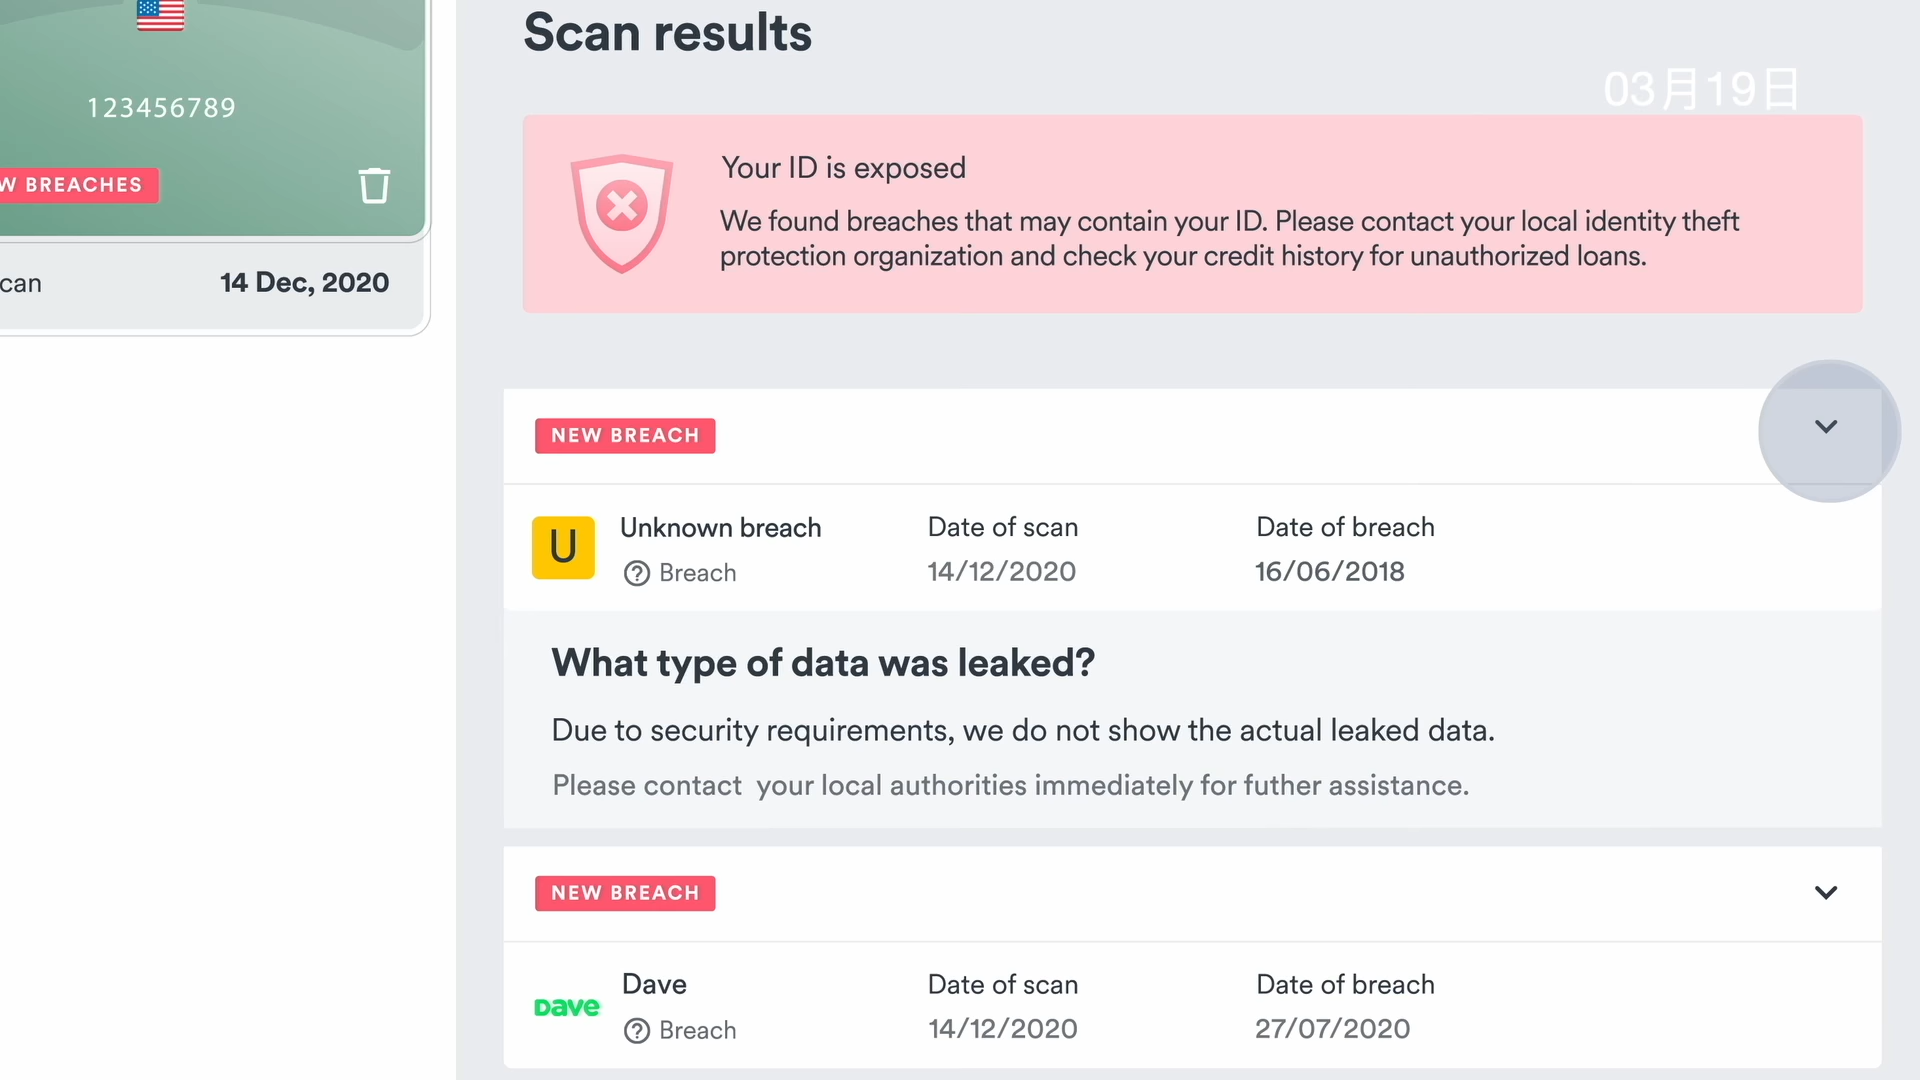 Scan results
03月19日
123456789
W BREACHES
can
14 Dec, 2020
Your ID is exposed
We found breaches that may contain your ID. Please contact your local identity theft
protection organization and check your credit history for unauthorized loans.
NEW BREACH
U
Unknown breach
Breach
Date of scan
14/12/2020
Date of breach
16/06/2018
What type of data was leaked?
Due to security requirements, we do not show the actual leaked data.
Please contact  your local authorities immediately for futher assistance.
NEW BREACH
Dave
Dave
Breach
Date of scan
14/12/2020
Date of breach
27/07/2020